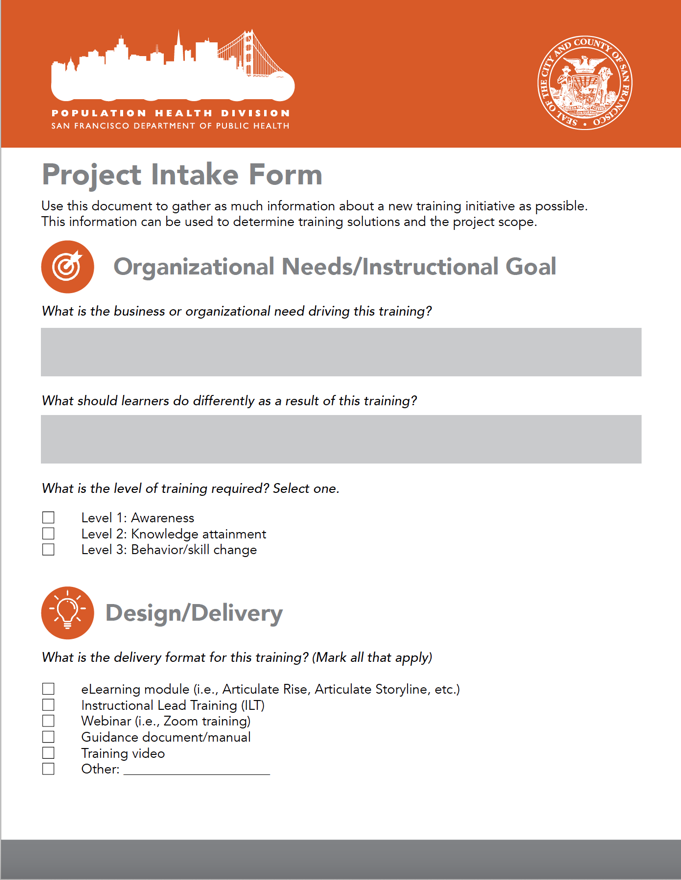 POPULATION HEALTH DIVISION
SAN FRANCISCO DEPARTMENT OF PUBLIC HEALTH
SEAL OF THE CITY AND COUNTY OF SAN FRANCISCO
Project Intake Form
Use this document to gather as much information about a new training initiative as possible.
This information can be used to determine training solutions and the project scope.
Organizational Needs/Instructional Goal
What is the business or organizational need driving this training?
What should learners do differently as a result of this training?
What is the level of training required? Select one.
Level 1: Awareness
Level 2: Knowledge attainment
Level 3: Behavior/skill change
Design/Delivery
What is the delivery format for this training? (Mark all that apply)
eLearning module (i.e., Articulate Rise, Articulate Storyline, etc.)
Instructional Lead Training (ILT)
Webinar (i.e., Zoom training)
Guidance document/manual
Training video
Other: ______________________